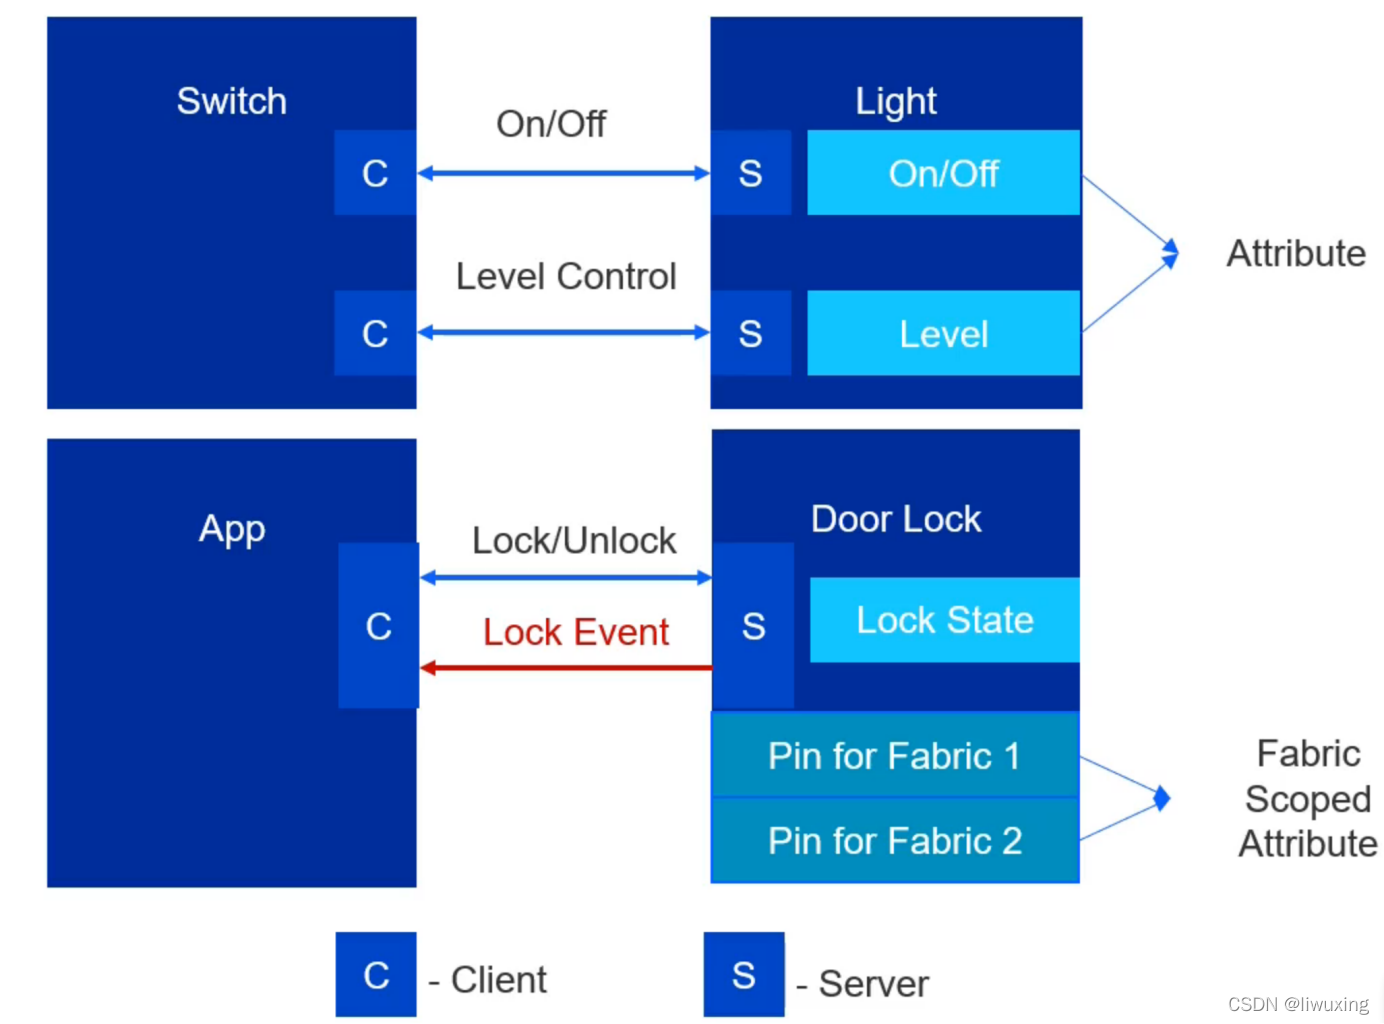 Switch
On/Off
Light
C
S
On/Off
Attribute
Level Control
C
S
Level
App
Lock/Unlock
Door Lock
C
Lock Event
S
Lock State
Pin for Fabric 1
Pin for Fabric 2
Fabric
Scoped
Attribute
C - Client
S - Server
CSDN @liwuxing